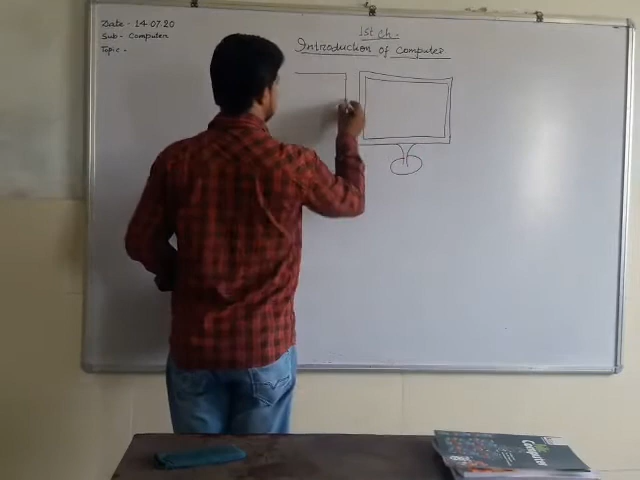 Date - 14.07.20
Sub - Computer
Topic -
1st ch.
Introduction of Computer
Computer